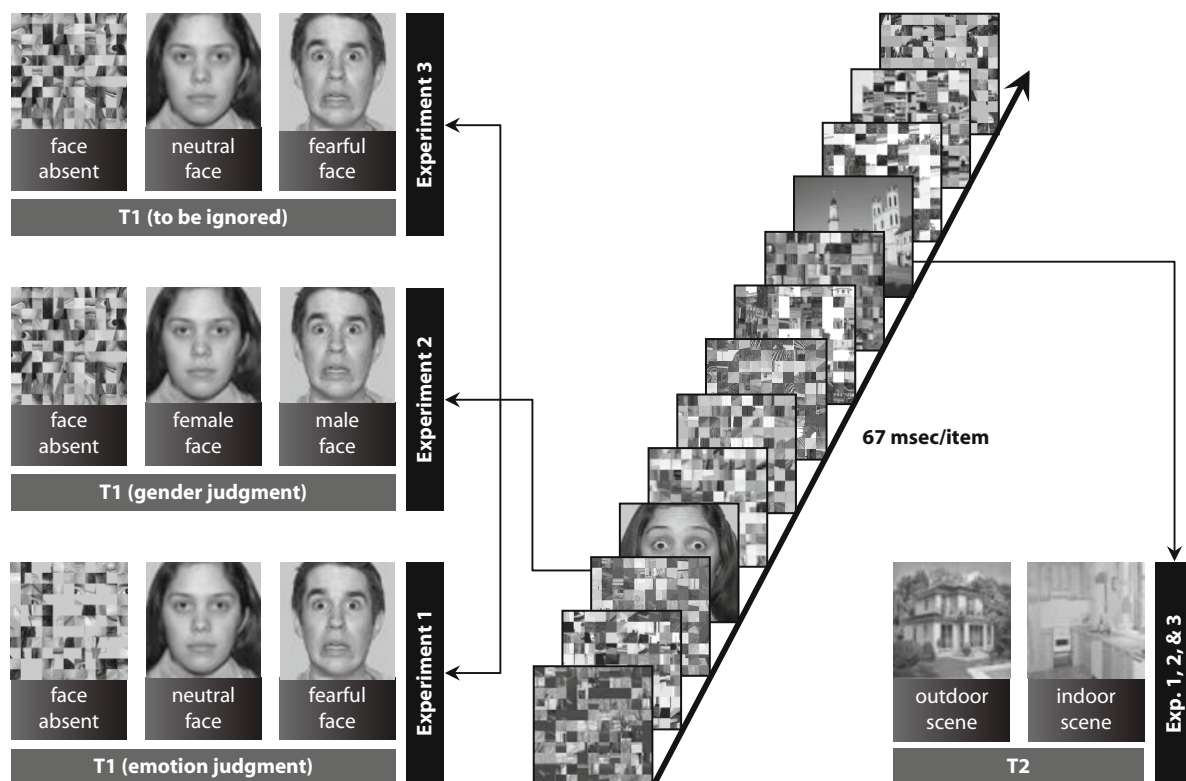 face
absent
neutral
face
fearful
face
T1 (to be ignored)
Experiment 3
face
absent
female
face
male
face
T1 (gender judgment)
Experiment 2
face
absent
neutral
face
fearful
face
T1 (emotion judgment)
Experiment 1
67 msec/item
outdoor
scene
indoor
scene
T2
Exp. 1, 2, & 3